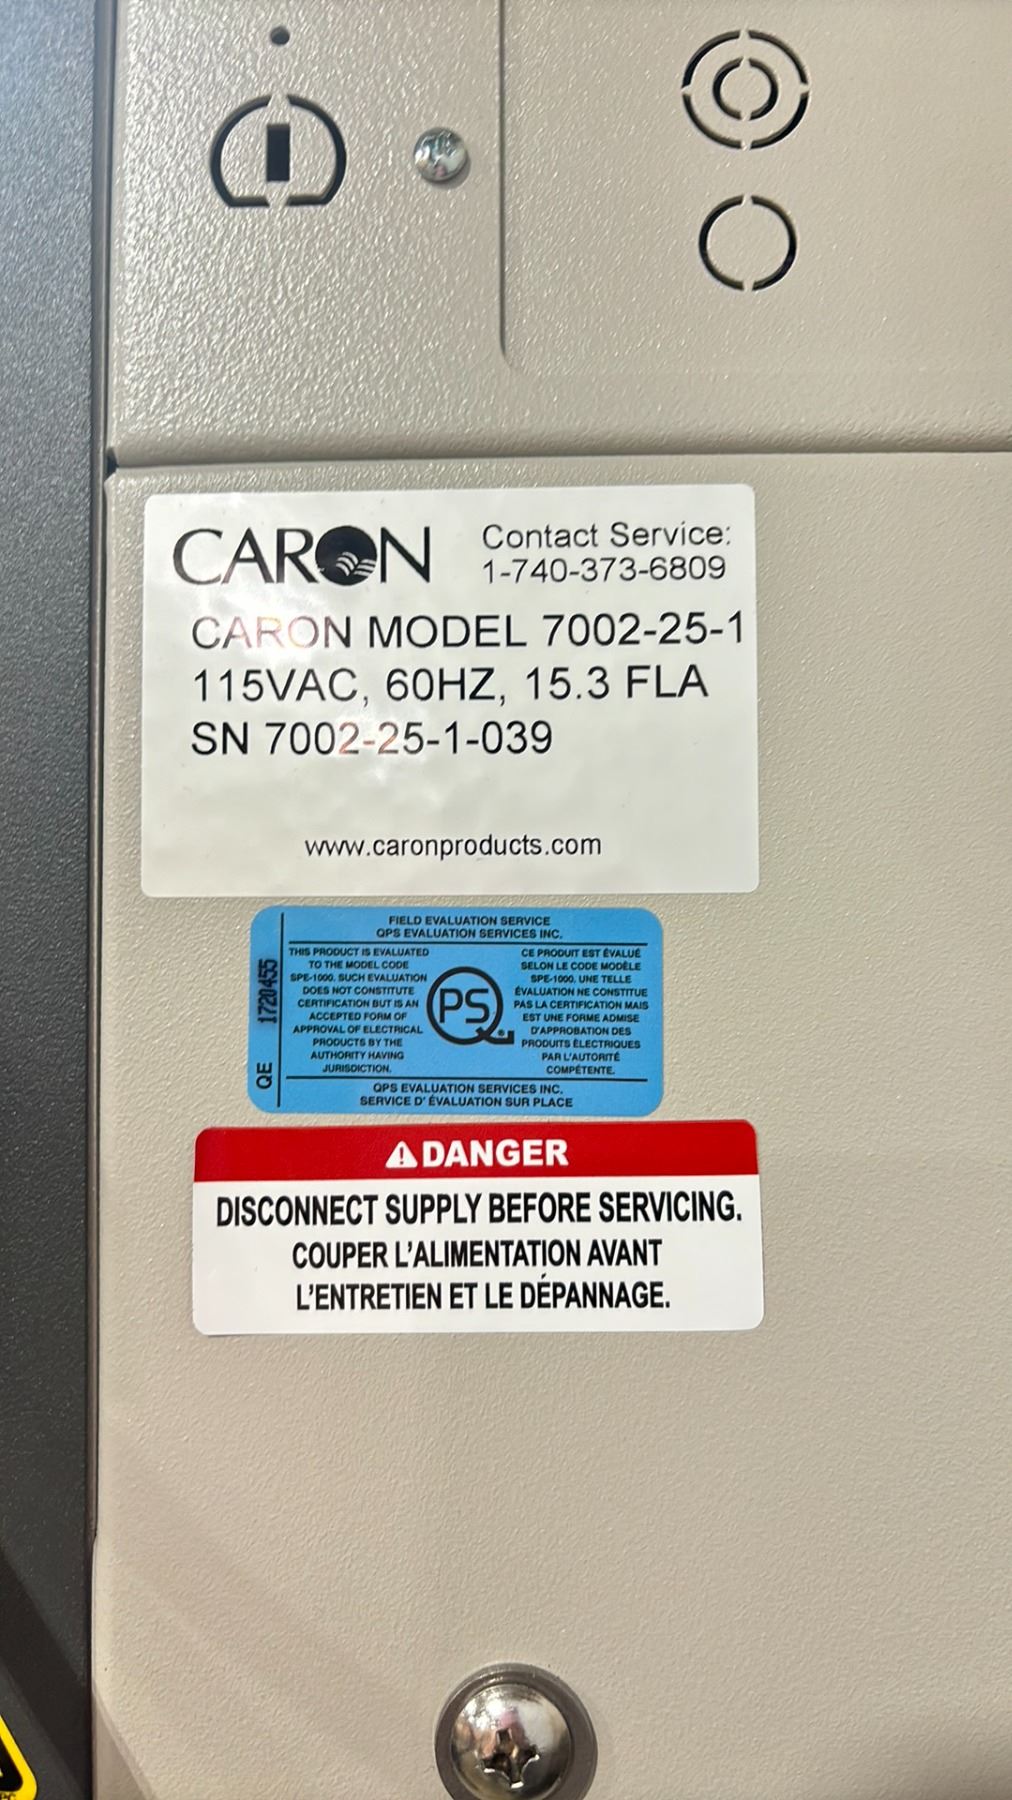 CARON
Contact Service:
1-740-373-6809
CARON MODEL 7002-25-1
115VAC, 60HZ, 15.3 FLA
SN 7002-25-1-039
www.caronproducts.com
FIELD EVALUATION SERVICE
QPS EVALUATION SERVICES INC.
QE 1720455
THIS PRODUCT IS EVALUATED
TO THE MODEL CODE
SPE-1000. SUCH EVALUATION
DOES NOT CONSTITUTE
CERTIFICATION BUT IS AN
ACCEPTED FORM OF
APPROVAL OF ELECTRICAL
PRODUCTS BY THE
AUTHORITY HAVING
JURISDICTION.
QPS
CE PRODUIT EST ÉVALUÉ
SELON LE CODE MODÈLE
SPE-1000. UNE TELLE
ÉVALUATION NE CONSTITUE
PAS LA CERTIFICATION MAIS
EST UNE FORME ADMISE
D'APPROBATION DES
PRODUITS ÉLECTRIQUES
PAR L'AUTORITÉ
COMPÉTENTE.
QPS EVALUATION SERVICES INC.
SERVICE D' ÉVALUATION SUR PLACE
DANGER
DISCONNECT SUPPLY BEFORE SERVICING.
COUPER L'ALIMENTATION AVANT
L'ENTRETIEN ET LE DÉPANNAGE.